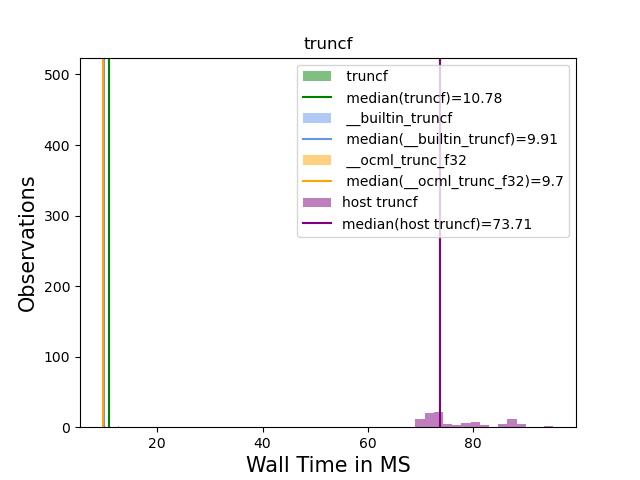 truncf
500
400
300
200
100
0
Observations
truncf
median(truncf)=10.78
__builtin_truncf
median(__builtin_truncf)=9.91
__ocml_trunc_f32
median(__ocml_trunc_f32)=9.7
host truncf
median(host truncf)=73.71
20 40 60 80
Wall Time in MS